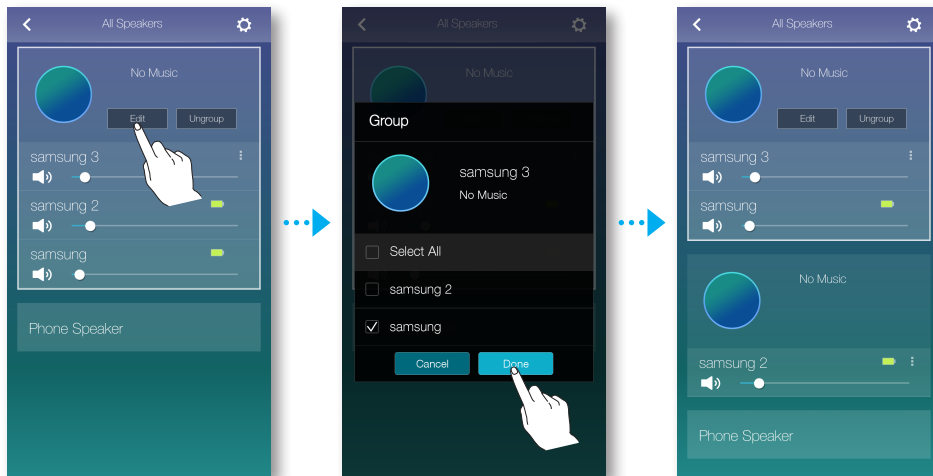 All Speakers
No Music
Edit Ungroup
samsung 3
samsung 2
samsung
Phone Speaker
All Speakers
No Music
Group
samsung 3
No Music
Select All
samsung 2
samsung
Cancel Done
All Speakers
No Music
Edit Ungroup
samsung 3
samsung
No Music
samsung 2
Phone Speaker